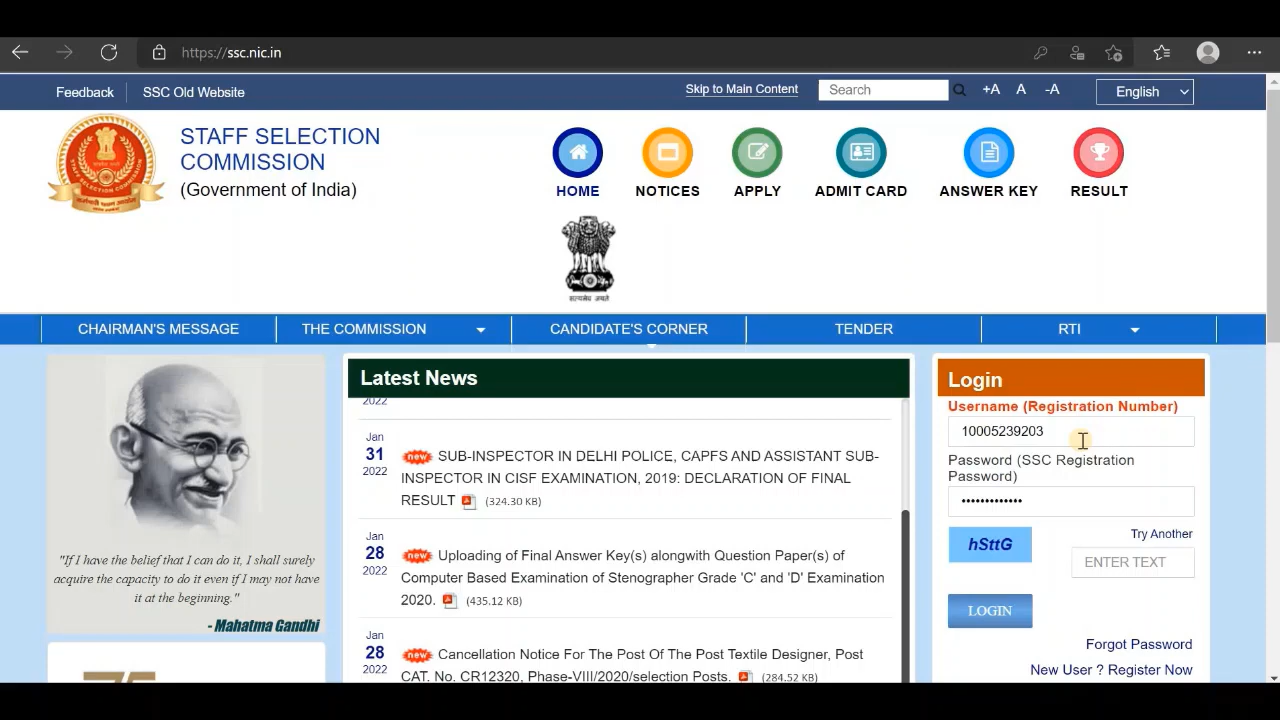 https://ssc.nic.in
Feedback
SSC Old Website
Skip to Main Content
Search
+A
A
-A
English
STAFF SELECTION
COMMISSION
(Government of India)
HOME
NOTICES
APPLY
ADMIT CARD
ANSWER KEY
RESULT
सत्यमेव जयते
CHAIRMAN'S MESSAGE
THE COMMISSION
CANDIDATE'S CORNER
TENDER
RTI
"If I have the belief that I can do it, I shall surely
acquire the capacity to do it even if I may not have
it at the beginning."
- Mahatma Gandhi
Latest News
2022
Jan
31
2022
new SUB-INSPECTOR IN DELHI POLICE, CAPFS AND ASSISTANT SUB-
INSPECTOR IN CISF EXAMINATION, 2019: DECLARATION OF FINAL
RESULT (324.30 KB)
Jan
28
2022
new Uploading of Final Answer Key(s) alongwith Question Paper(s) of
Computer Based Examination of Stenographer Grade 'C' and 'D' Examination
2020. (435.12 KB)
Jan
28
2022
new Cancellation Notice For The Post Of The Post Textile Designer, Post
CAT. No. CR12320, Phase-VIII/2020/selection Posts. (284.52 KB)
Login
Username (Registration Number)
10005239203
Password (SSC Registration
Password)
•••••••••••••
hSttG
Try Another
ENTER TEXT
LOGIN
Forgot Password
New User ? Register Now